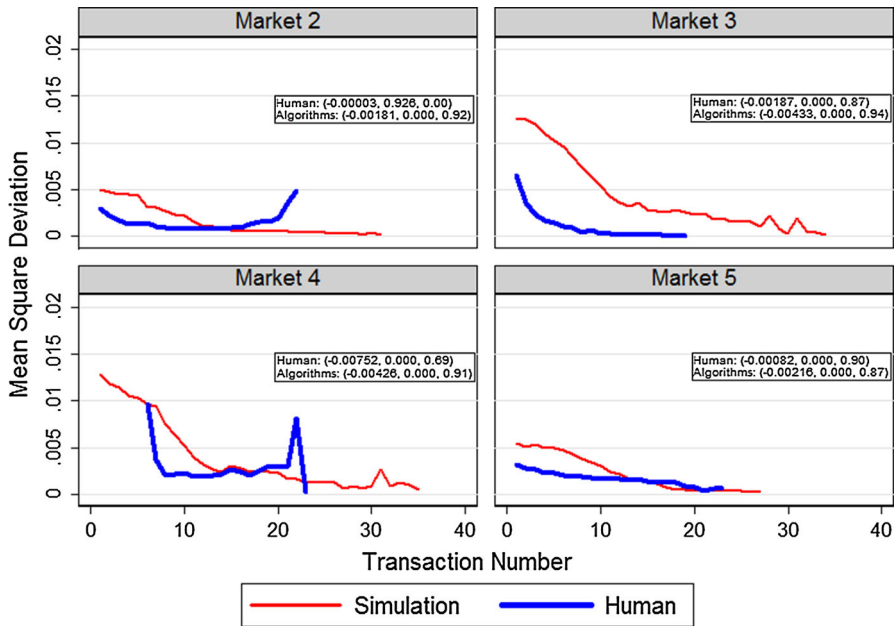 Market 2
Market 3
.02
.015
.01
.005
0
Human: (-0.00003, 0.926, 0.00)
Algorithms: (-0.00181, 0.000, 0.92)
Human: (-0.00187, 0.000, 0.87)
Algorithms: (-0.00433, 0.000, 0.94)
Market 4
Market 5
.02
.015
.01
.005
0
Human: (-0.00752, 0.000, 0.69)
Algorithms: (-0.00426, 0.000, 0.91)
Human: (-0.00082, 0.000, 0.90)
Algorithms: (-0.00216, 0.000, 0.87)
0 10 20 30 40
0 10 20 30 40
Mean Square Deviation
Transaction Number
Simulation
Human